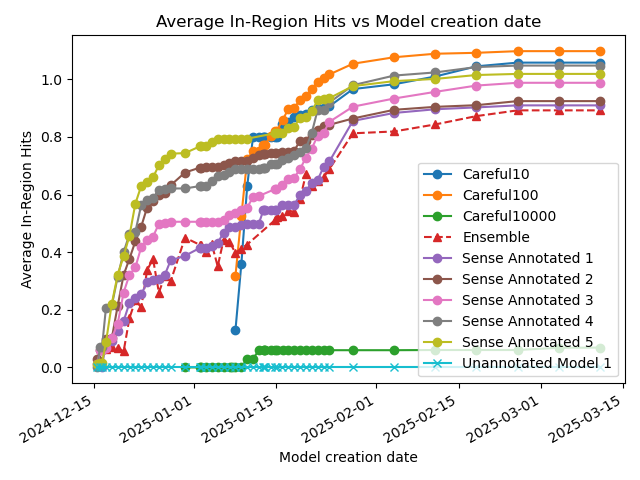 Average In-Region Hits vs Model creation date
Average In-Region Hits
1.0
0.8
0.6
0.4
0.2
0.0
Careful10
Careful100
Careful10000
Ensemble
Sense Annotated 1
Sense Annotated 2
Sense Annotated 3
Sense Annotated 4
Sense Annotated 5
Unannotated Model 1
2024-12-15
2025-01-01
2025-01-15
2025-02-01
2025-02-15
2025-03-01
2025-03-15
Model creation date